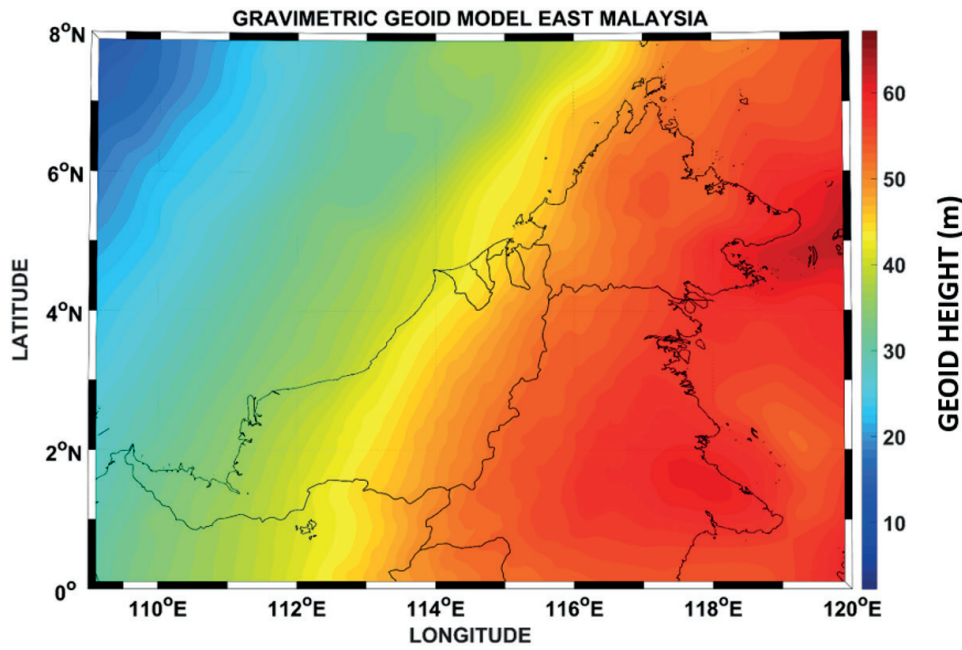 GRAVIMETRIC GEOID MODEL EAST MALAYSIA
8°N
6°N
4°N
2°N
0°
LATITUDE
110°E 112°E 114°E 116°E 118°E 120°E
LONGITUDE
60
50
40
30
20
10
GEOID HEIGHT (m)